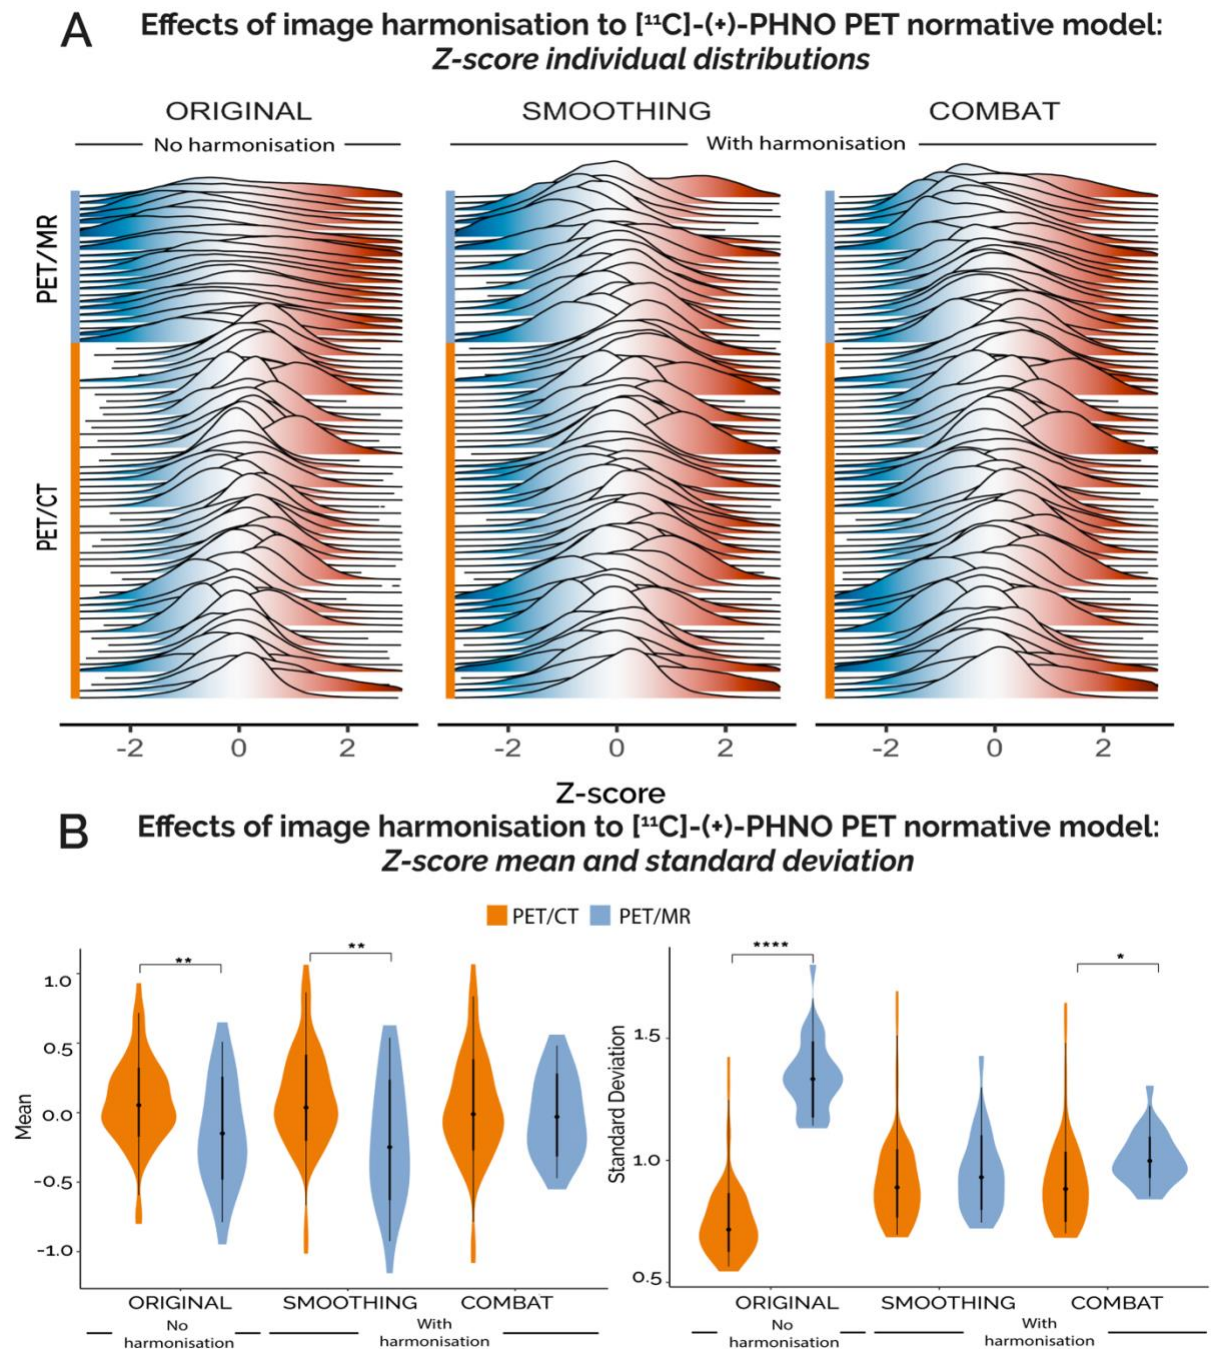 A
Effects of image harmonisation to [¹¹C]-(+)-PHNO PET normative model:
Z-score individual distributions
ORIGINAL SMOOTHING COMBAT
No harmonisation With harmonisation
PET/MR
PET/CT
-2 0 2 -2 0 2 -2 0 2
Z-score
B
Effects of image harmonisation to [¹¹C]-(+)-PHNO PET normative model:
Z-score mean and standard deviation
PET/CT PET/MR
Mean
1.0
0.5
0.0
-0.5
-1.0
** **
ORIGINAL SMOOTHING COMBAT
No With
harmonisation harmonisation
Standard Deviation
1.5
1.0
0.5
**** *
ORIGINAL SMOOTHING COMBAT
No With
harmonisation harmonisation